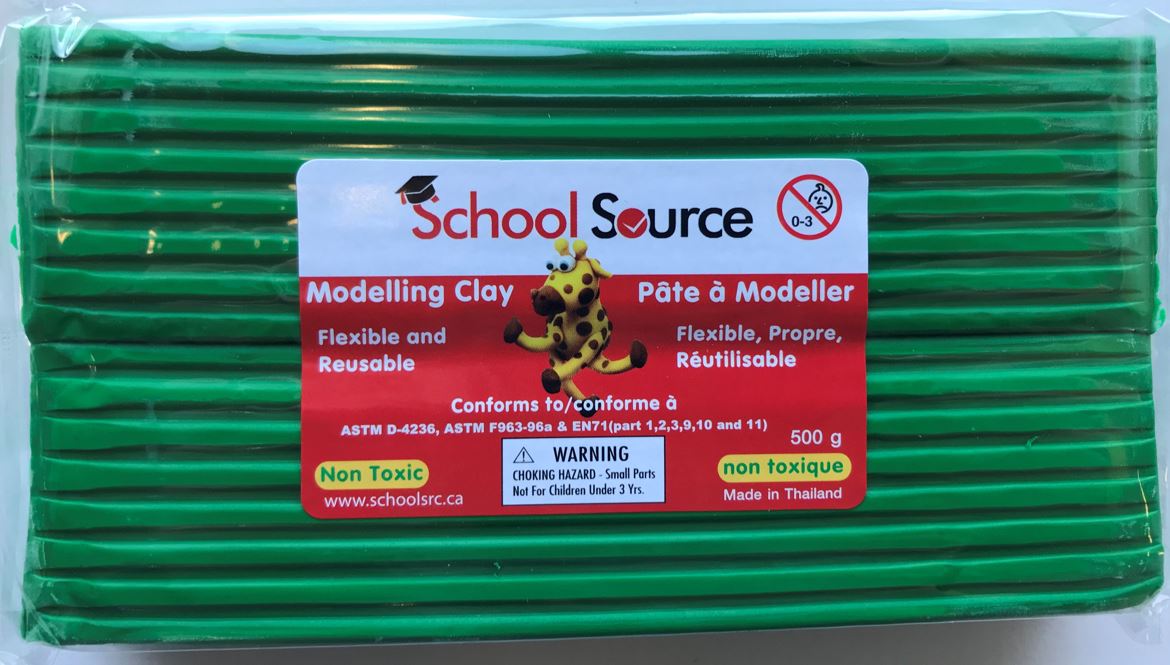 School Source
0-3
Modelling Clay
Pâte à Modeller
Flexible and
Reusable
Flexible, Propre,
Réutilisable
Conforms to/conforme à
ASTM D-4236, ASTM F963-96a & EN71(part 1,2,3,9,10 and 11)
500 g
Non Toxic
www.schoolsrc.ca
WARNING
CHOKING HAZARD - Small Parts
Not For Children Under 3 Yrs.
non toxique
Made in Thailand